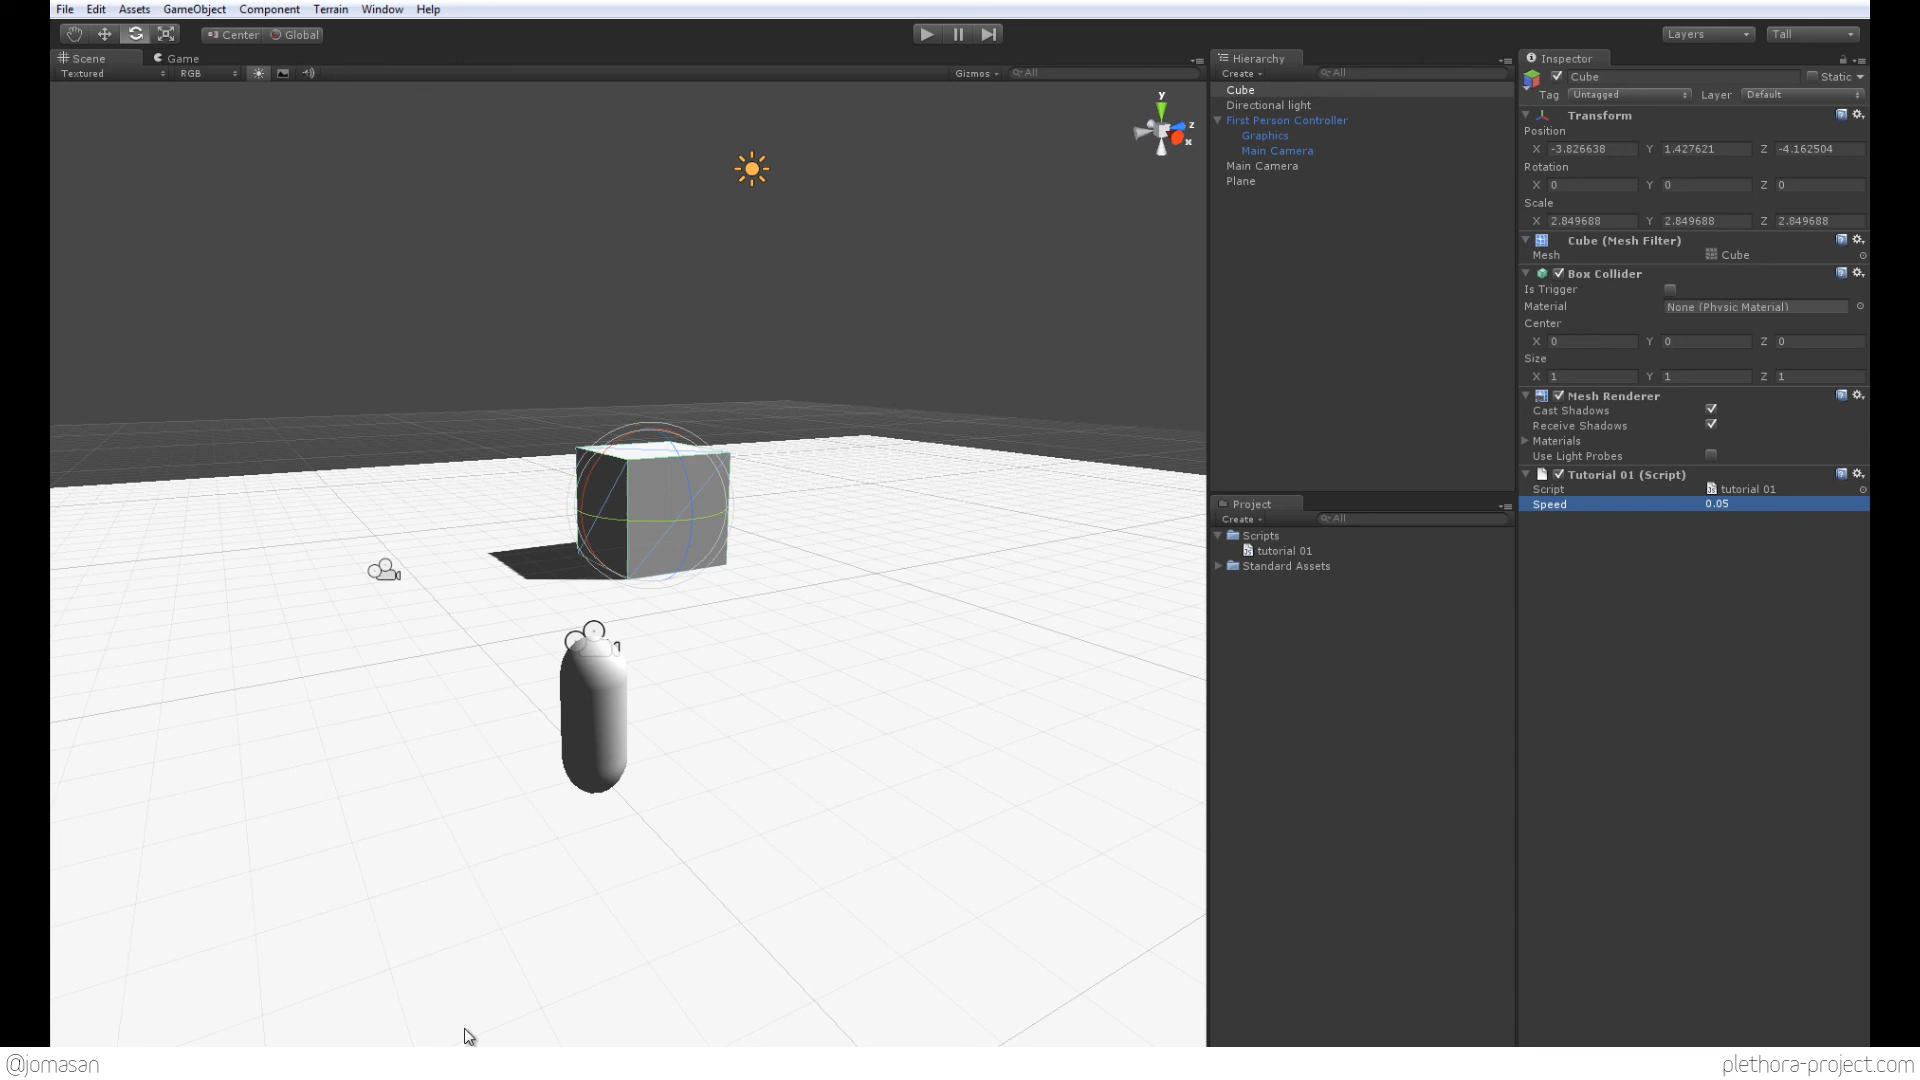 File Edit Assets GameObject Component Terrain Window Help
Center Global
Layers Tall
Scene Game
Textured RGB Gizmos All
y
z
x
Hierarchy
Create All
Cube
Directional light
First Person Controller
Graphics
Main Camera
Main Camera
Plane
Project
Create All
Scripts
tutorial 01
Standard Assets
Inspector
Cube Static
Tag Untagged Layer Default
Transform
Position
X -3.826638 Y 1.427621 Z -4.162504
Rotation
X 0 Y 0 Z 0
Scale
X 2.849688 Y 2.849688 Z 2.849688
Cube (Mesh Filter)
Mesh Cube
Box Collider
Is Trigger
Material None (Physic Material)
Center
X 0 Y 0 Z 0
Size
X 1 Y 1 Z 1
Mesh Renderer
Cast Shadows
Receive Shadows
Materials
Use Light Probes
Tutorial 01 (Script)
Script tutorial 01
Speed 0.05
@jomasan
plethora-project.com